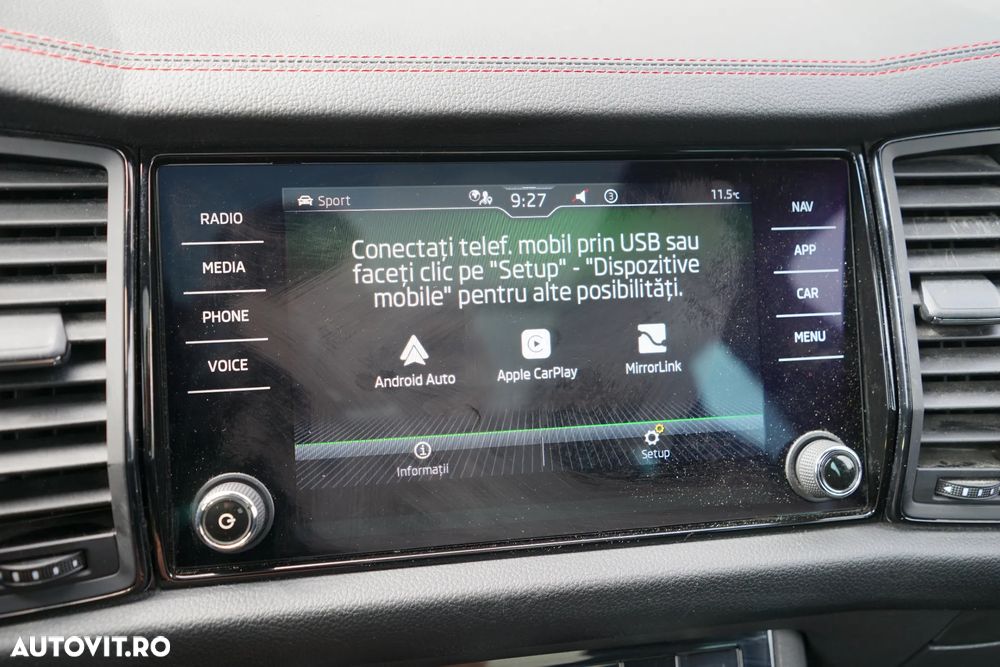 Sport 9:27 3 11.5°C
RADIO
MEDIA
PHONE
VOICE
Conectați telef. mobil prin USB sau
faceți clic pe "Setup" - "Dispozitive
mobile" pentru alte posibilități.
Android Auto Apple CarPlay MirrorLink
Informații Setup
NAV
APP
CAR
MENU
AUTOVIT.RO